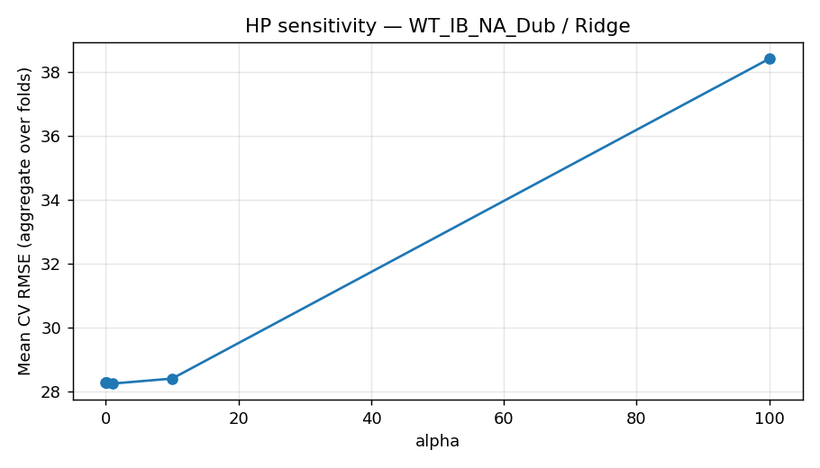 HP sensitivity — WT_IB_NA_Dub / Ridge
Mean CV RMSE (aggregate over folds)
38
36
34
32
30
28
0 20 40 60 80 100
alpha